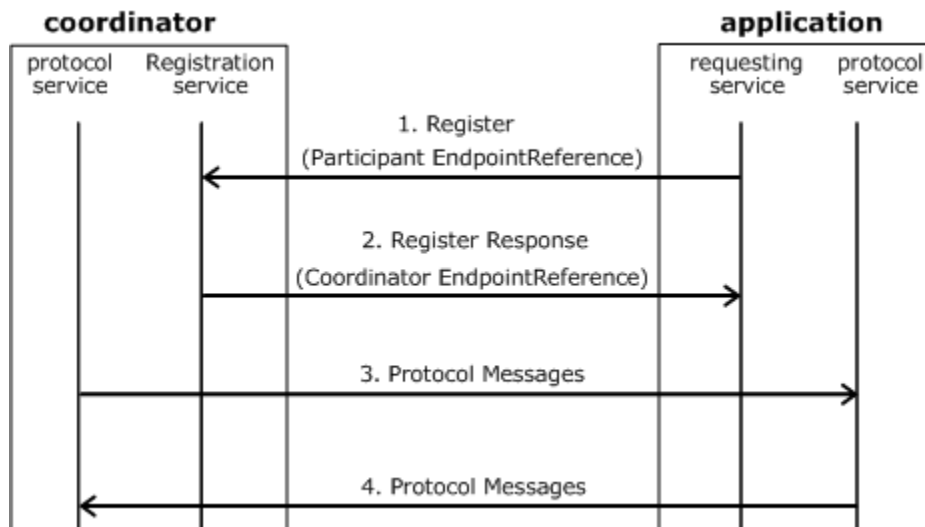 coordinator
application
protocol
service
Registration
service
requesting
service
protocol
service
1. Register
(Participant EndpointReference)
2. Register Response
(Coordinator EndpointReference)
3. Protocol Messages
4. Protocol Messages